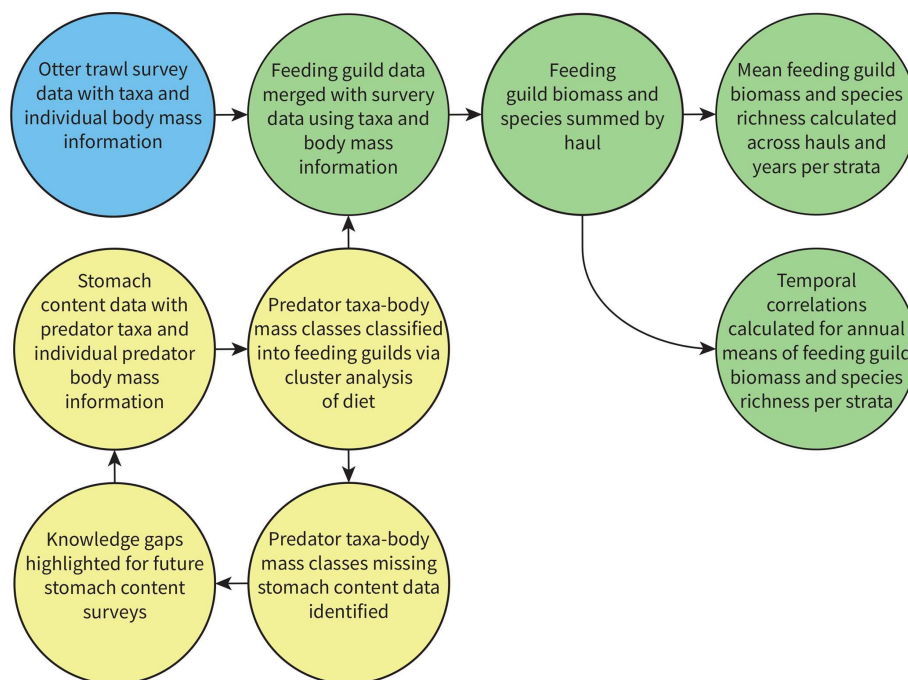 Otter trawl survey
data with taxa and
individual body mass
information
Feeding guild data
merged with survery
data using taxa and
body mass
information
Feeding
guild biomass and
species summed by
haul
Mean feeding guild
biomass and species
richness calculated
across hauls and
years per strata
Stomach
content data with
predator taxa and
individual predator
body mass
information
Predator taxa-body
mass classes classified
into feeding guilds via
cluster analysis
of diet
Temporal
correlations
calculated for annual
means of feeding guild
biomass and species
richness per strata
Knowledge gaps
highlighted for future
stomach content
surveys
Predator taxa-body
mass classes missing
stomach content data
identified